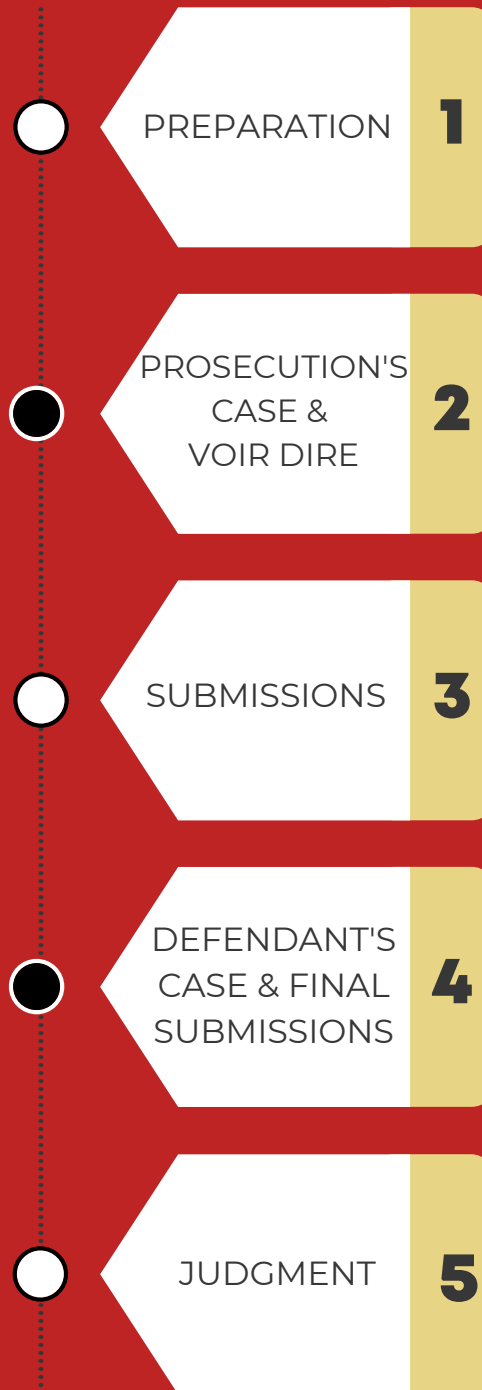 PREPARATION
1
PROSECUTION'S
CASE &
VOIR DIRE
2
SUBMISSIONS
3
DEFENDANT'S
CASE & FINAL
SUBMISSIONS
4
JUDGMENT
5